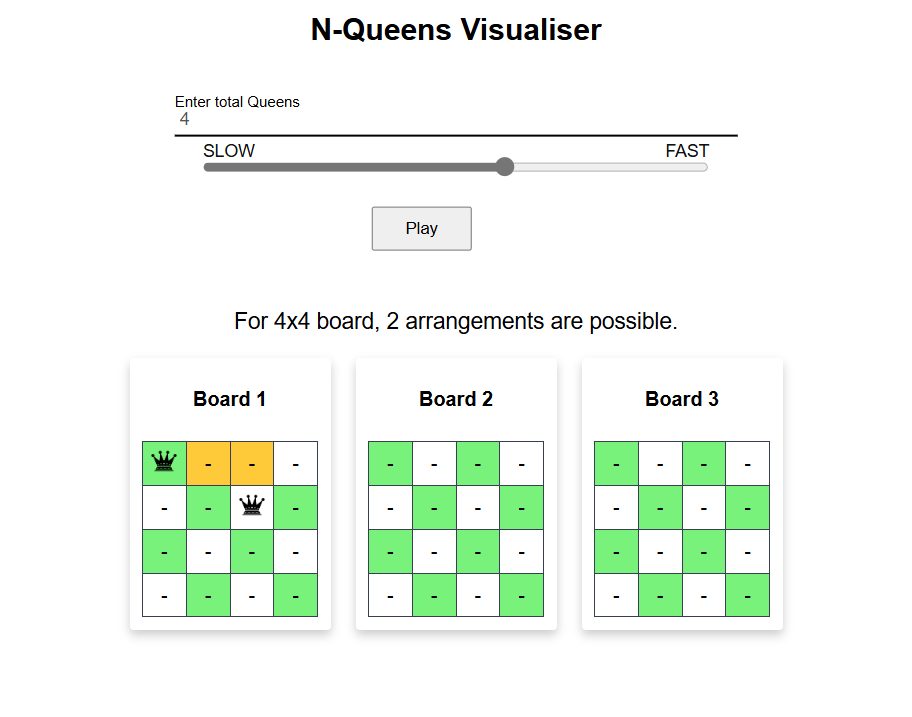 N-Queens Visualiser
Enter total Queens
4
SLOW FAST
Play
For 4x4 board, 2 arrangements are possible.
Board 1 Board 2 Board 3
- - - - - - - - - - -
- - - - - - - - - - -
- - - - - - - - - - - -
- - - - - - - - - - - -